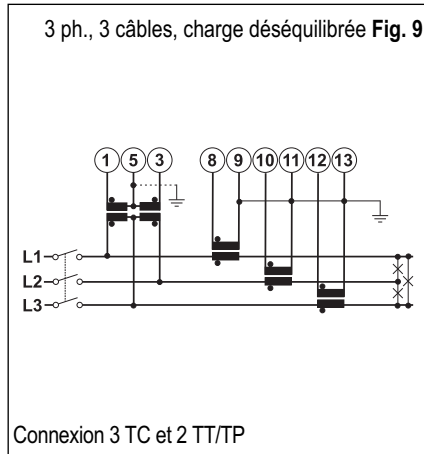 3 ph., 3 câbles, charge déséquilibrée Fig. 9
1 5 3 8 9 10 11 12 13
L1
L2
L3
Connexion 3 TC et 2 TT/TP